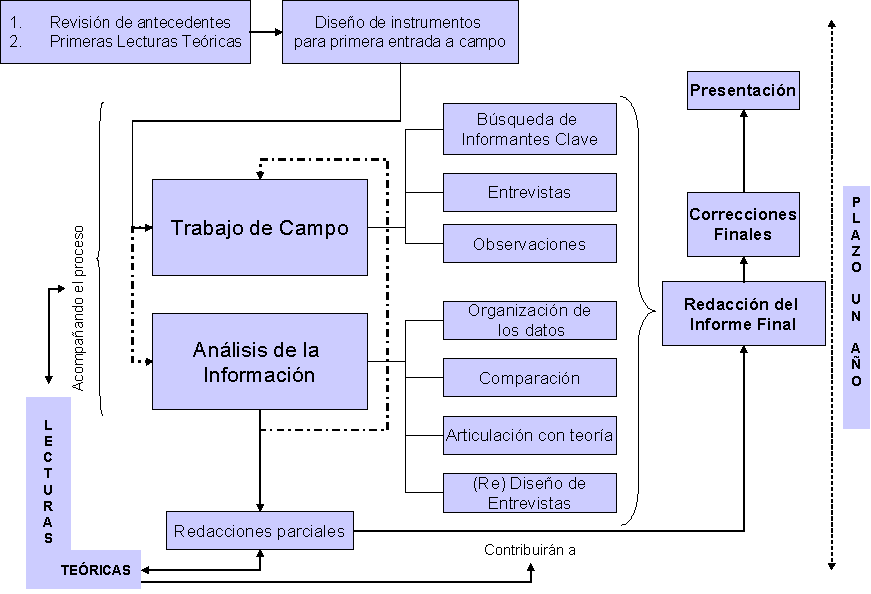 1. Revisión de antecedentes
2. Primeras Lecturas Teóricas
Diseño de instrumentos
para primera entrada a campo
Búsqueda de
Informantes Clave
Entrevistas
Observaciones
Trabajo de Campo
Acompañando el proceso
Análisis de la
Información
Organización de
los datos
Comparación
Articulación con teoría
(Re) Diseño de
Entrevistas
Presentación
Correcciones
Finales
Redacción del
Informe Final
PLAZO UN AÑO
LECTURAS
TEÓRICAS
Redacciones parciales
Contribuirán a